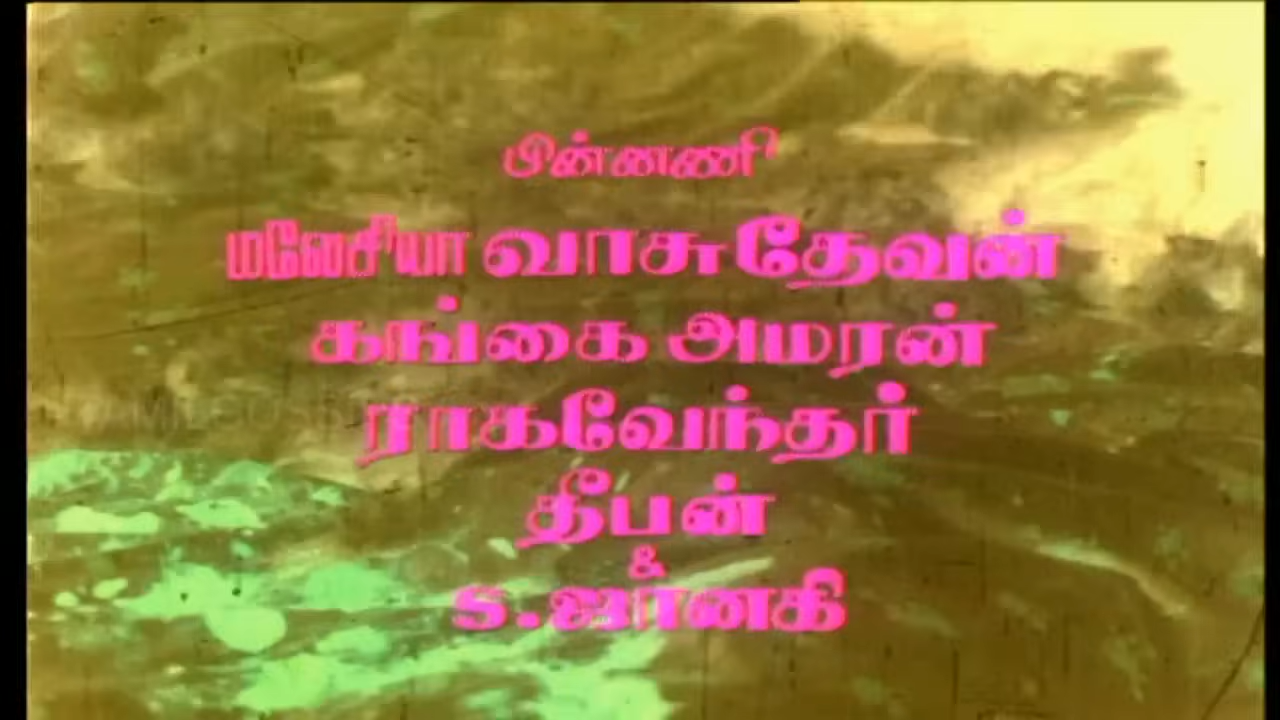 பின்னணி
மலேசியா வாசுதேவன்
கங்கை அமரன்
ராகவேந்தர்
தீபன்
&
S.ஜானகி